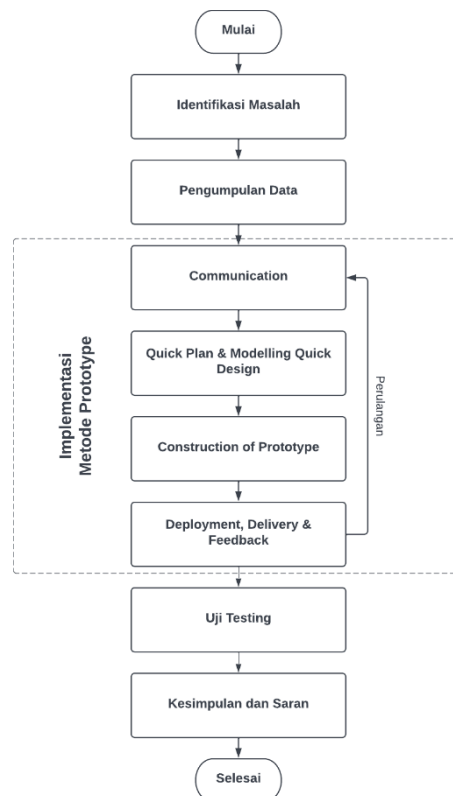 Mulai
Identifikasi Masalah
Pengumpulan Data
Communication
Quick Plan & Modelling Quick
Design
Construction of Prototype
Deployment, Delivery &
Feedback
Implementasi
Metode Prototype
Perulangan
Uji Testing
Kesimpulan dan Saran
Selesai